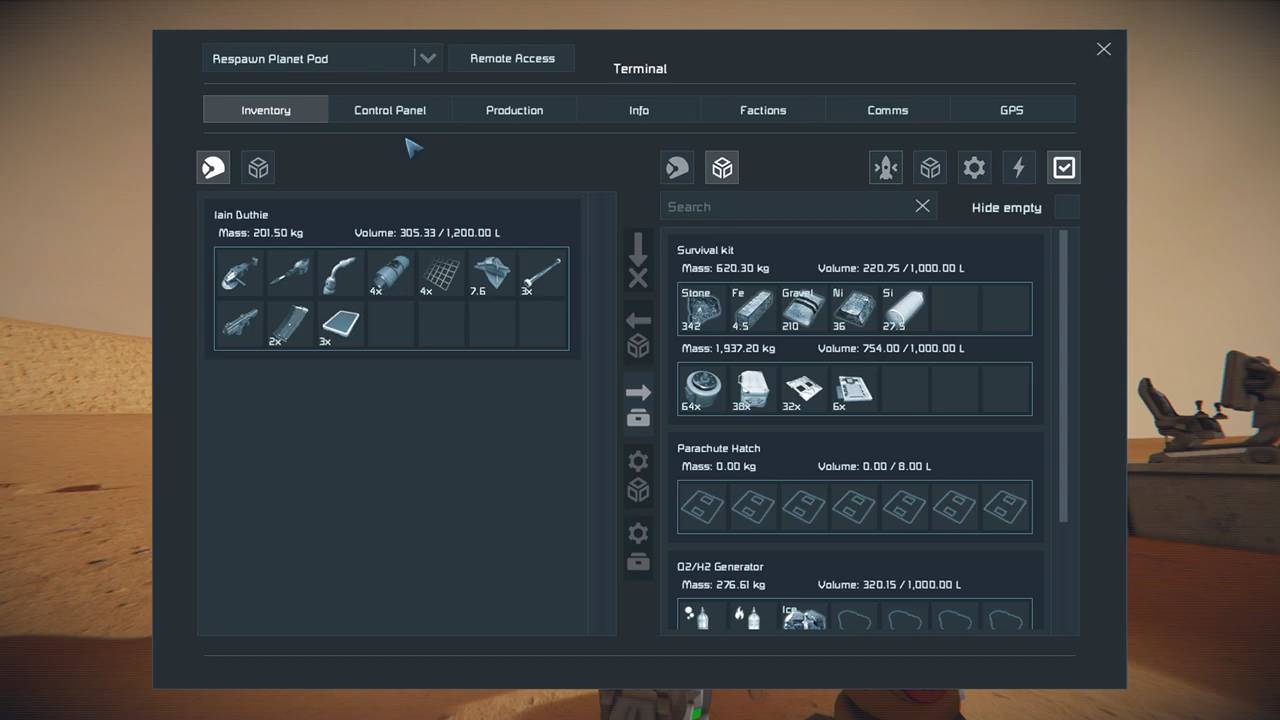 Respawn Planet Pod
Remote Access
Terminal
Inventory
Control Panel
Production
Info
Factions
Comms
GPS
Iain Duthie
Mass: 201.50 kg
Volume: 305.33 / 1,200.00 L
4x
4x
7.6
3x
2x
3x
Search
Hide empty
Survival kit
Mass: 620.30 kg
Volume: 220.75 / 1,000.00 L
Stone
Fe
Gravel
Ni
Si
342
4.5
210
36
27.5
Mass: 1,937.20 kg
Volume: 754.00 / 1,000.00 L
64x
38x
32x
6x
Parachute Hatch
Mass: 0.00 kg
Volume: 0.00 / 8.00 L
O2/H2 Generator
Mass: 276.61 kg
Volume: 320.15 / 1,000.00 L
Ice